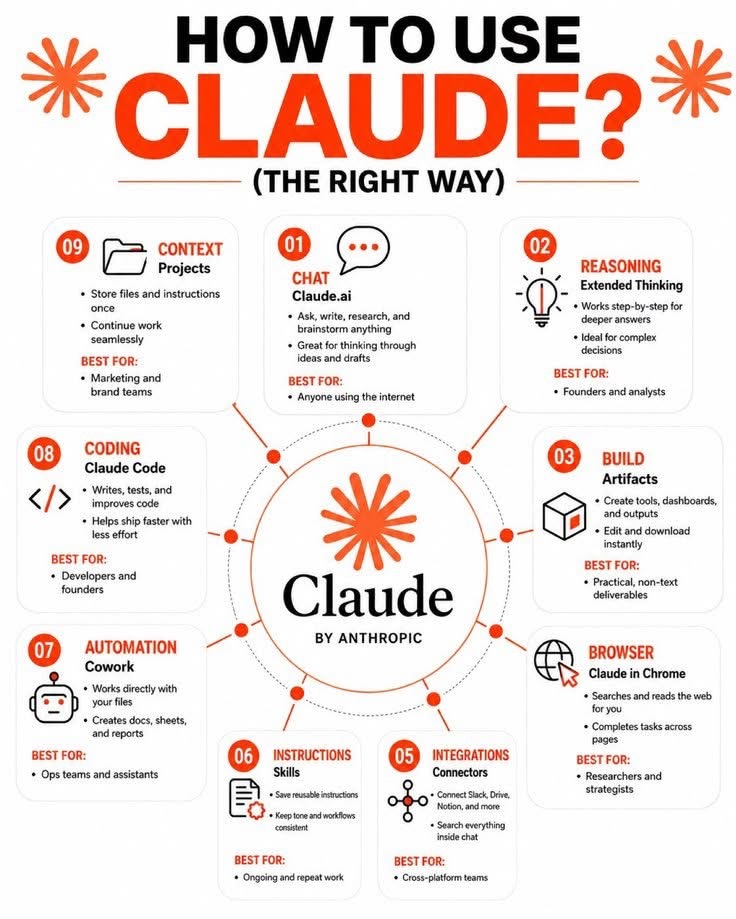 HOW TO USE
CLAUDE?
(THE RIGHT WAY)
01
CHAT
Claude.ai
• Ask, write, research, and
brainstorm anything
• Great for thinking through
ideas and drafts
BEST FOR:
• Anyone using the internet
02
REASONING
Extended Thinking
• Works step-by-step for
deeper answers
• Ideal for complex
decisions
BEST FOR:
• Founders and analysts
03
BUILD
Artifacts
• Create tools, dashboards,
and outputs
• Edit and download
instantly
BEST FOR:
• Practical, non-text
deliverables
BROWSER
Claude in Chrome
• Searches and reads the web
for you
• Completes tasks across
pages
BEST FOR:
• Researchers and
strategists
05
INTEGRATIONS
Connectors
• Connect Slack, Drive,
Notion, and more
• Search everything
inside chat
BEST FOR:
• Cross-platform teams
06
INSTRUCTIONS
Skills
• Save reusable instructions
• Keep tone and workflows
consistent
BEST FOR:
• Ongoing and repeat work
07
AUTOMATION
Cowork
• Works directly with
your files
• Creates docs, sheets,
and reports
BEST FOR:
• Ops teams and assistants
08
CODING
Claude Code
</>
• Writes, tests, and
improves code
• Helps ship faster with
less effort
BEST FOR:
• Developers and
founders
09
CONTEXT
Projects
• Store files and instructions
once
• Continue work
seamlessly
BEST FOR:
• Marketing and
brand teams
Claude
BY ANTHROPIC